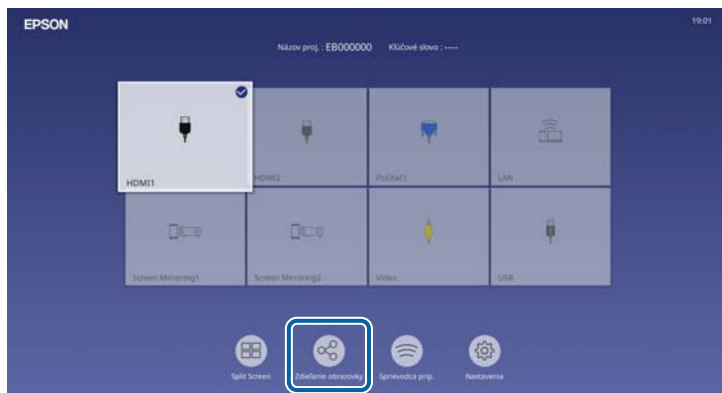 EPSON
19:01
Názov proj. : EB000000 Kľúčové slovo : ----
HDMI1
HDMI2
Počítač1
LAN
Screen Mirroring1
Screen Mirroring2
Video
USB
Split Screen
Zdieľanie obrazovky
Sprievodca prip.
Nastavenia